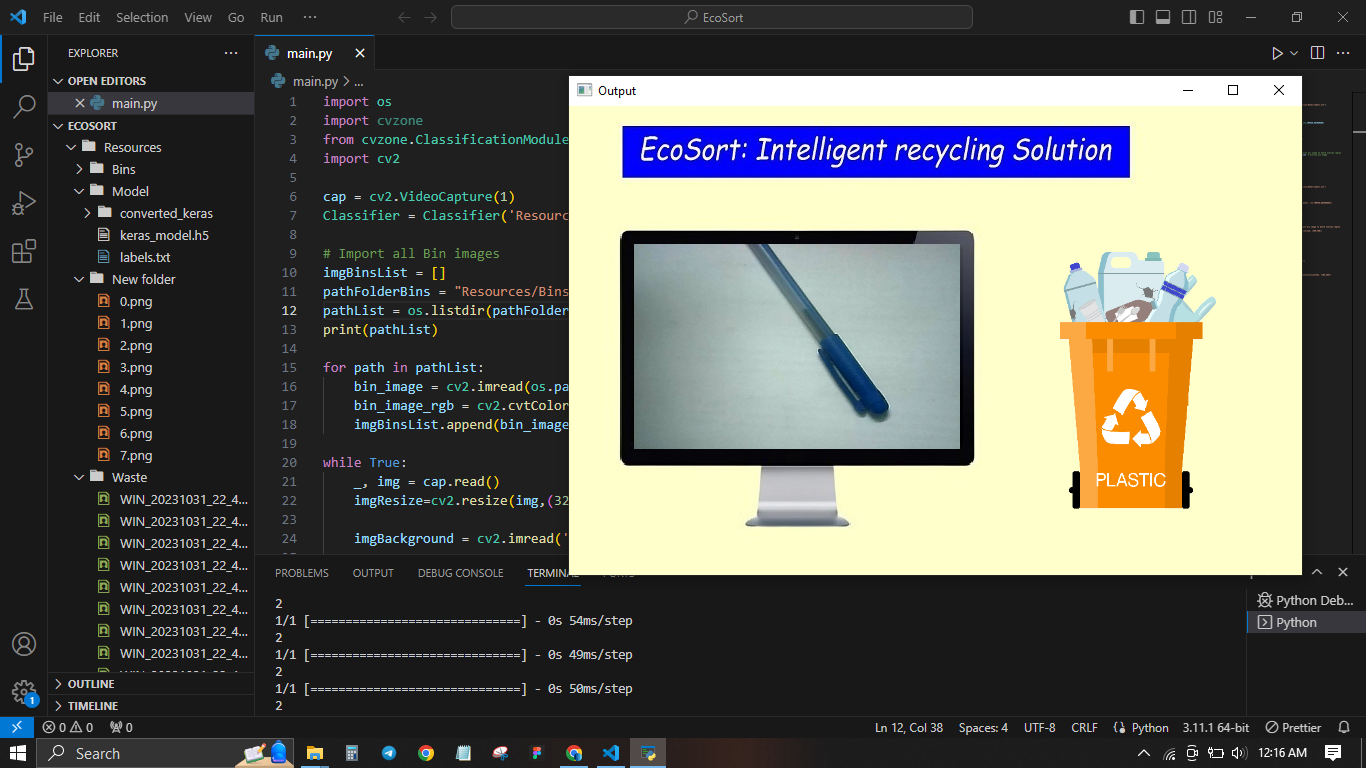 File Edit Selection View Go Run ···
EcoSort
EXPLORER ···
OPEN EDITORS
main.py
ECOSORT
Resources
Bins
Model
converted_keras
keras_model.h5
labels.txt
New folder
0.png
1.png
2.png
3.png
4.png
5.png
6.png
7.png
Waste
WIN_20231031_22_4...
WIN_20231031_22_4...
WIN_20231031_22_4...
WIN_20231031_22_4...
WIN_20231031_22_4...
WIN_20231031_22_4...
WIN_20231031_22_4...
WIN_20231031_22_4...
OUTLINE
TIMELINE
main.py
main.py > ...
1 import os
2 import cvzone
3 from cvzone.ClassificationModule
4 import cv2
5
6 cap = cv2.VideoCapture(1)
7 Classifier = Classifier('Resourc
8
9 # Import all Bin images
10 imgBinsList = []
11 pathFolderBins = "Resources/Bins
12 pathList = os.listdir(pathFolder
13 print(pathList)
14
15 for path in pathList:
16 bin_image = cv2.imread(os.pa
17 bin_image_rgb = cv2.cvtColor
18 imgBinsList.append(bin_image
19
20 while True:
21 _, img = cap.read()
22 imgResize=cv2.resize(img,(32
23
24 imgBackground = cv2.imread('
Output
EcoSort: Intelligent recycling Solution
PLASTIC
PROBLEMS OUTPUT DEBUG CONSOLE TERMINAL
2
1/1 [==============================] - 0s 54ms/step
2
1/1 [==============================] - 0s 49ms/step
2
1/1 [==============================] - 0s 50ms/step
2
Python Deb...
Python
1
0 0 0
Ln 12, Col 38 Spaces: 4 UTF-8 CRLF Python 3.11.1 64-bit Prettier
Search
12:16 AM